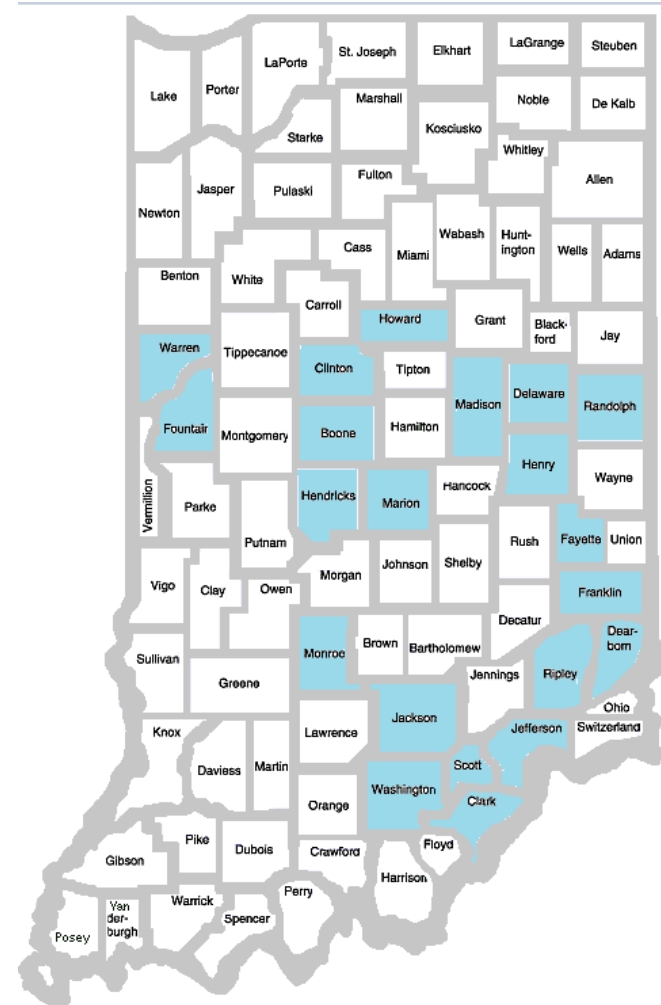 LaPorte
St. Joseph
Elkhart
LaGrange
Steuben
Lake
Porter
Marshall
Noble
De Kalb
Starke
Kosciusko
Whitley
Allen
Newton
Jasper
Pulaski
Fulton
Wabash
Hunt-
ington
Wells
Adams
Cass
Miami
Benton
White
Carroll
Howard
Grant
Black-
ford
Jay
Warren
Tippecanoe
Clinton
Tipton
Madison
Delaware
Randolph
Fountair
Montgomery
Boone
Hamilton
Henry
Wayne
Vermillion
Parke
Hendricks
Marion
Hancock
Putnam
Rush
Fayette
Union
Morgan
Johnson
Shelby
Vigo
Clay
Owen
Franklin
Decatur
Sullivan
Monroe
Brown
Bartholomew
Dear-
born
Greene
Jennings
Ripley
Ohio
Knox
Lawrence
Jackson
Jefferson
Switzerland
Daviess
Martin
Scott
Washington
Clark
Orange
Pike
Dubois
Crawford
Floyd
Gibson
Harrison
Warrick
Perry
Spencer
Posey
Van
der-
burgh